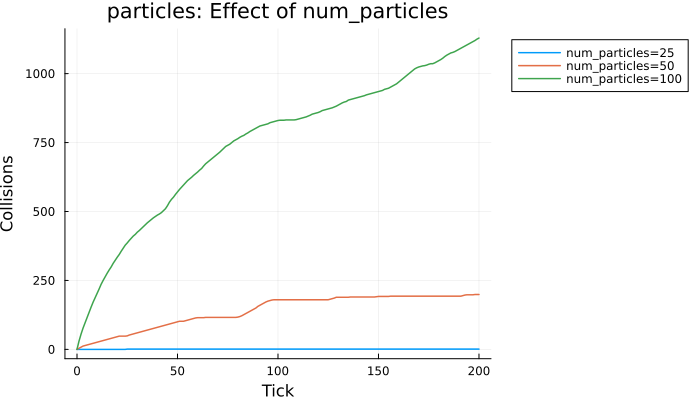 particles: Effect of num_particles
num_particles=25
num_particles=50
num_particles=100
Collisions
1000
750
500
250
0
0 50 100 150 200
Tick